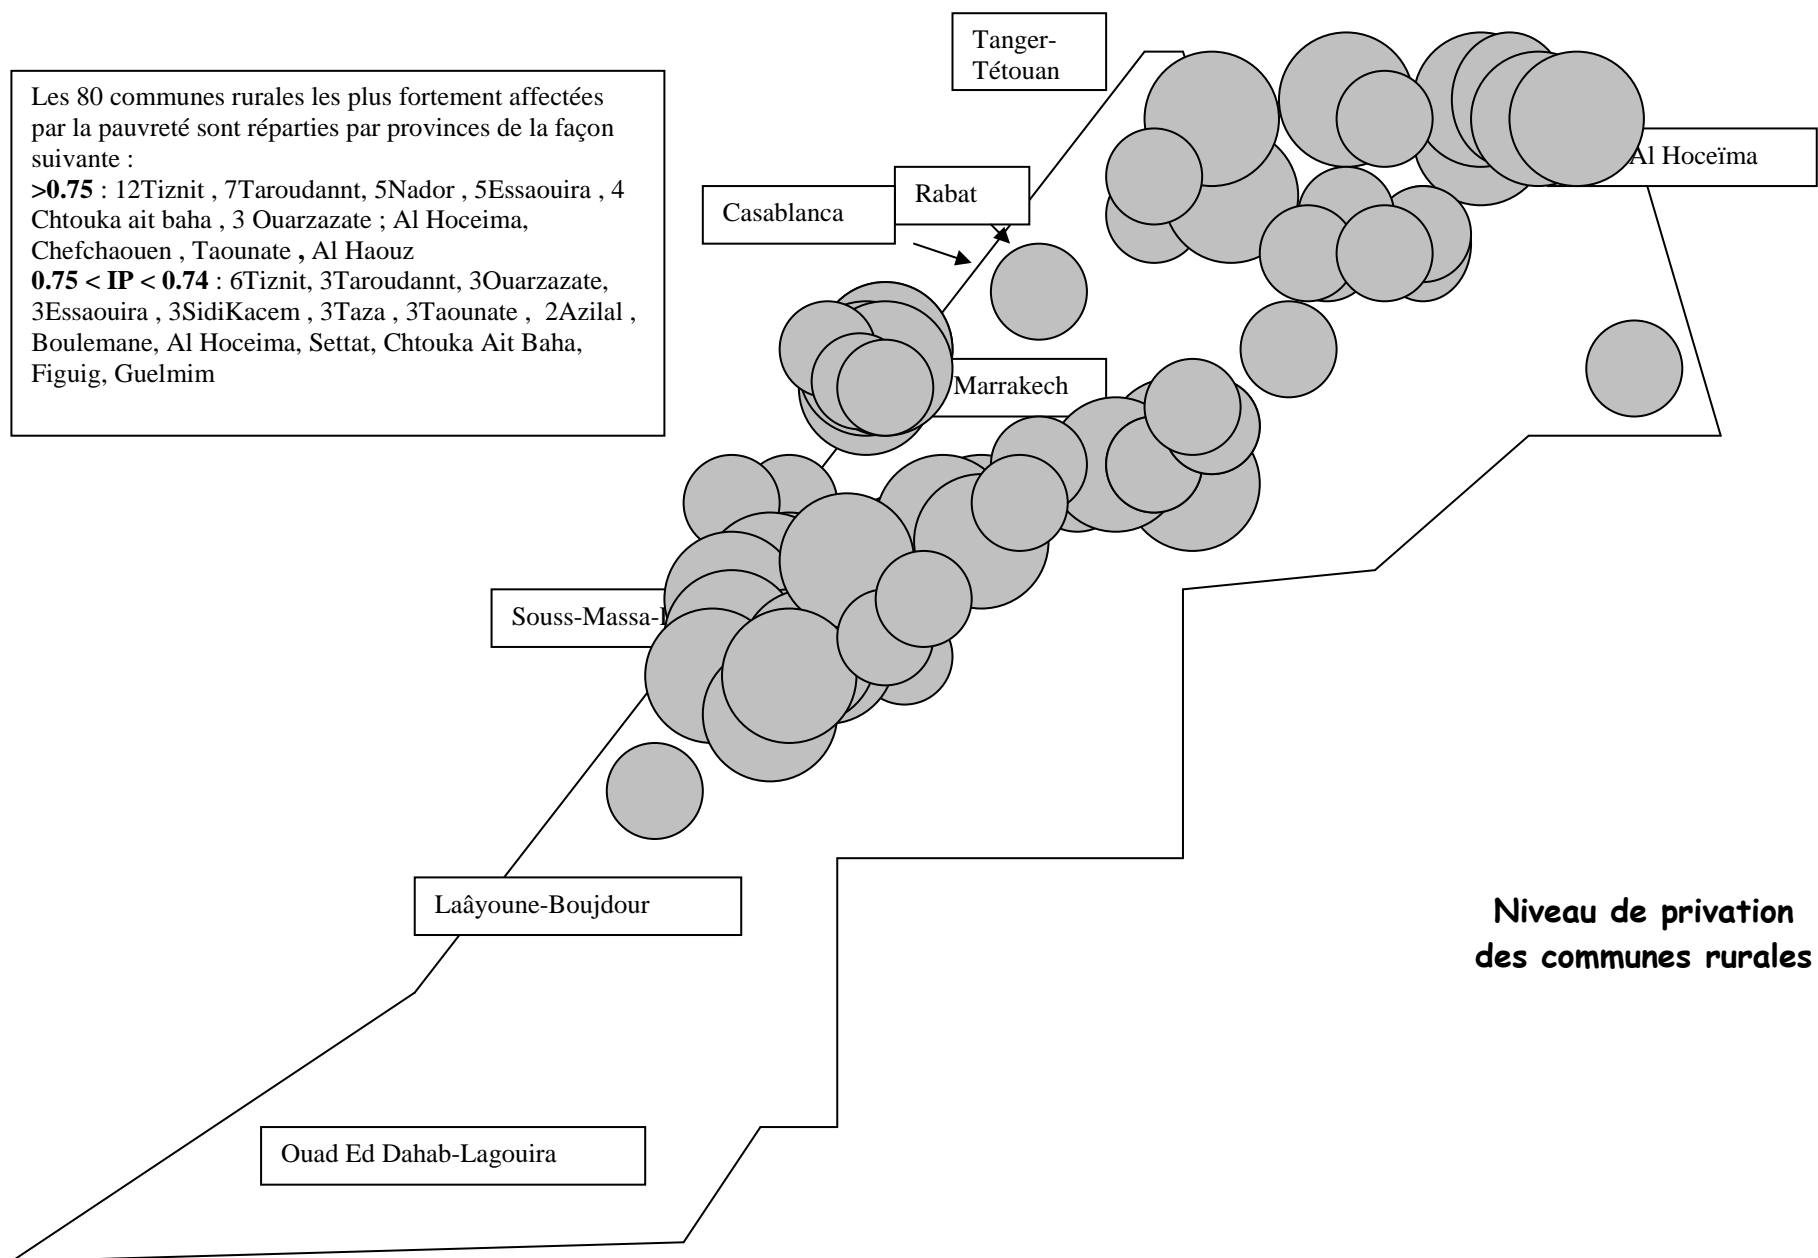 Tanger-
Tétouan
Les 80 communes rurales les plus fortement affectées
par la pauvreté sont réparties par provinces de la façon
suivante :
>0.75 : 12Tiznit , 7Taroudannt, 5Nador , 5Essaouira , 4
Chtouka ait baha , 3 Ouarzazate ; Al Hoceima,
Chefchaouen , Taounate , Al Haouz
0.75 < IP < 0.74 : 6Tiznit, 3Taroudannt, 3Ouarzazate,
3Essaouira , 3SidiKacem , 3Taza , 3Taounate , 2Azilal ,
Boulemane, Al Hoceima, Settat, Chtouka Ait Baha,
Figuig, Guelmim
Al Hoceïma
Rabat
Casablanca
Marrakech
Souss-Massa-
Laâyoune-Boujdour
Niveau de privation
des communes rurales
Ouad Ed Dahab-Lagouira